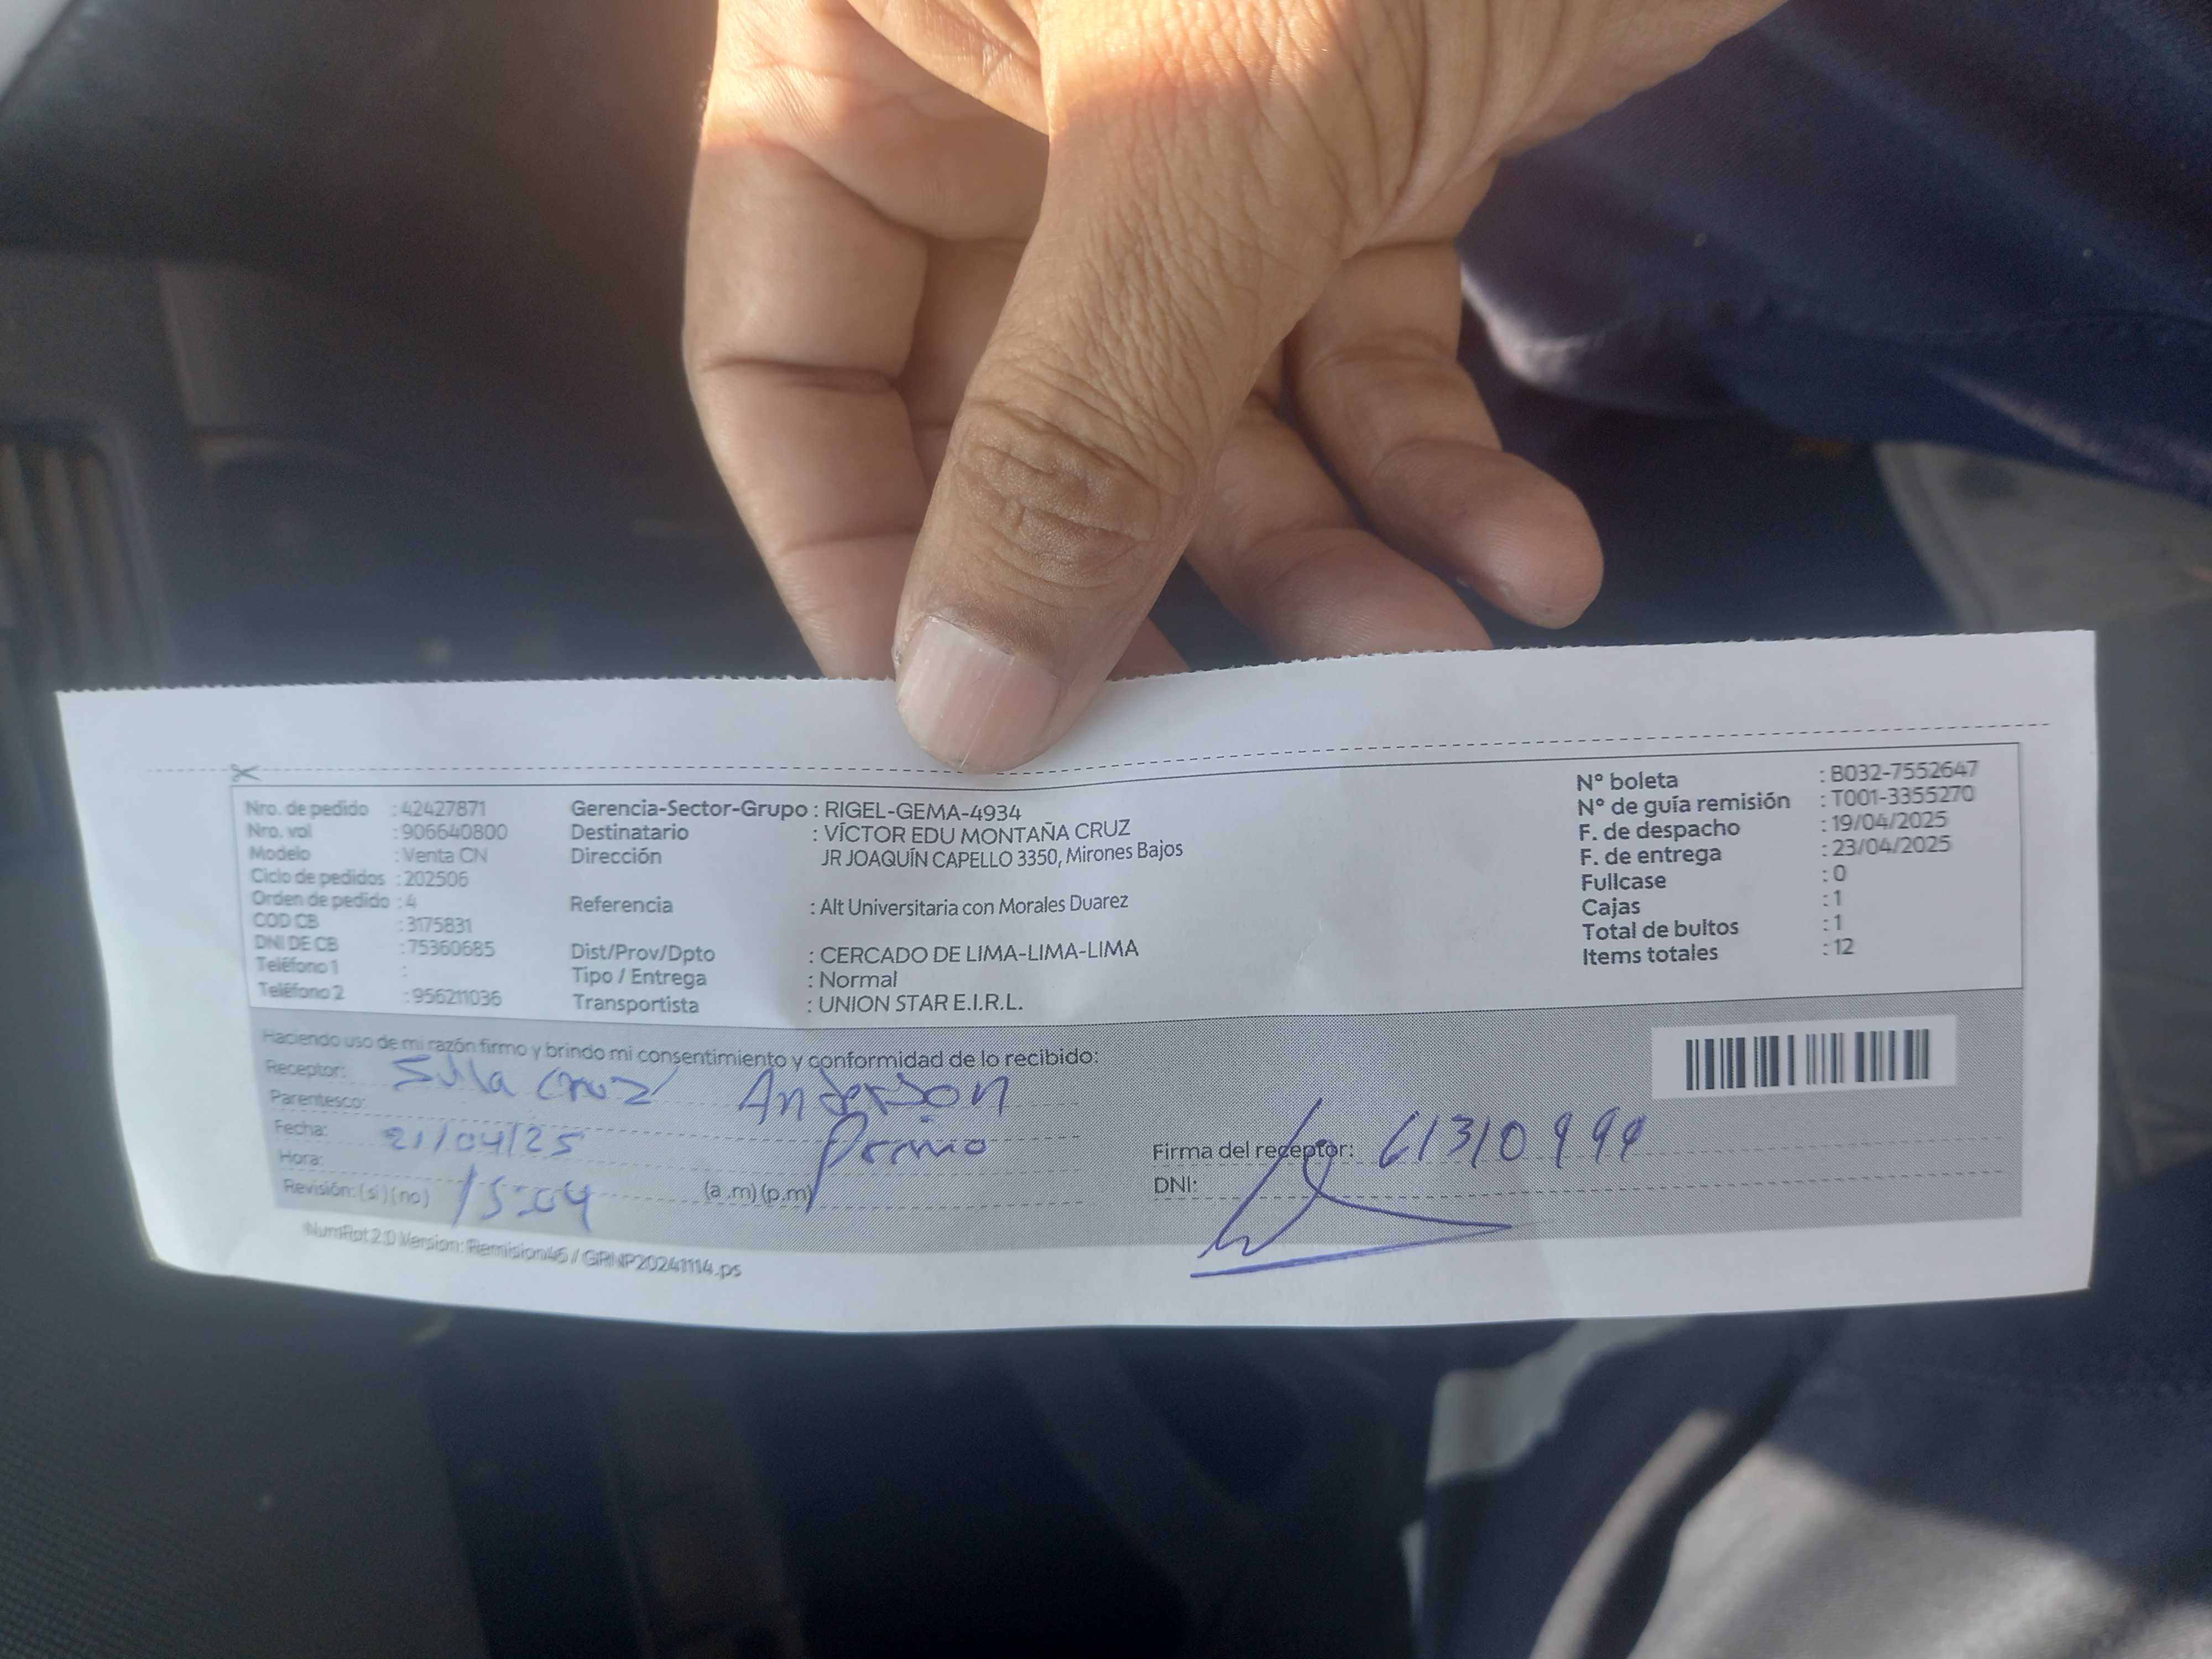 Nro. de pedido : 42427871
Nro. vol : 906640800
Modelo : Venta CN
Ciclo de pedidos : 202506
Orden de pedido : 4
COD CB : 3175831
DNI DE CB : 75360685
Teléfono 1 :
Teléfono 2 : 956211036
Gerencia-Sector-Grupo : RIGEL-GEMA-4934
Destinatario : VÍCTOR EDU MONTAÑA CRUZ
Dirección JR JOAQUÍN CAPELLO 3350, Mirones Bajos
Referencia : Alt Universitaria con Morales Duarez
Dist/Prov/Dpto : CERCADO DE LIMA-LIMA-LIMA
Tipo / Entrega : Normal
Transportista : UNION STAR E.I.R.L.
N° boleta : B032-7552647
N° de guía remisión : T001-3355270
F. de despacho : 19/04/2025
F. de entrega : 23/04/2025
Fullcase : 0
Cajas : 1
Total de bultos : 1
Items totales : 12
Haciendo uso de mi razón firmo y brindo mi consentimiento y conformidad de lo recibido:
Receptor: Cruz Anderson
Parentesco: Primo
Fecha: 21/04/25
Hora: 15:04 (a.m) (p.m)
Revisión: (si) (no)
Firma del receptor: 61310999
DNI:
NumRpt 2.0 Version: Remision46 / GRNP20241114.ps